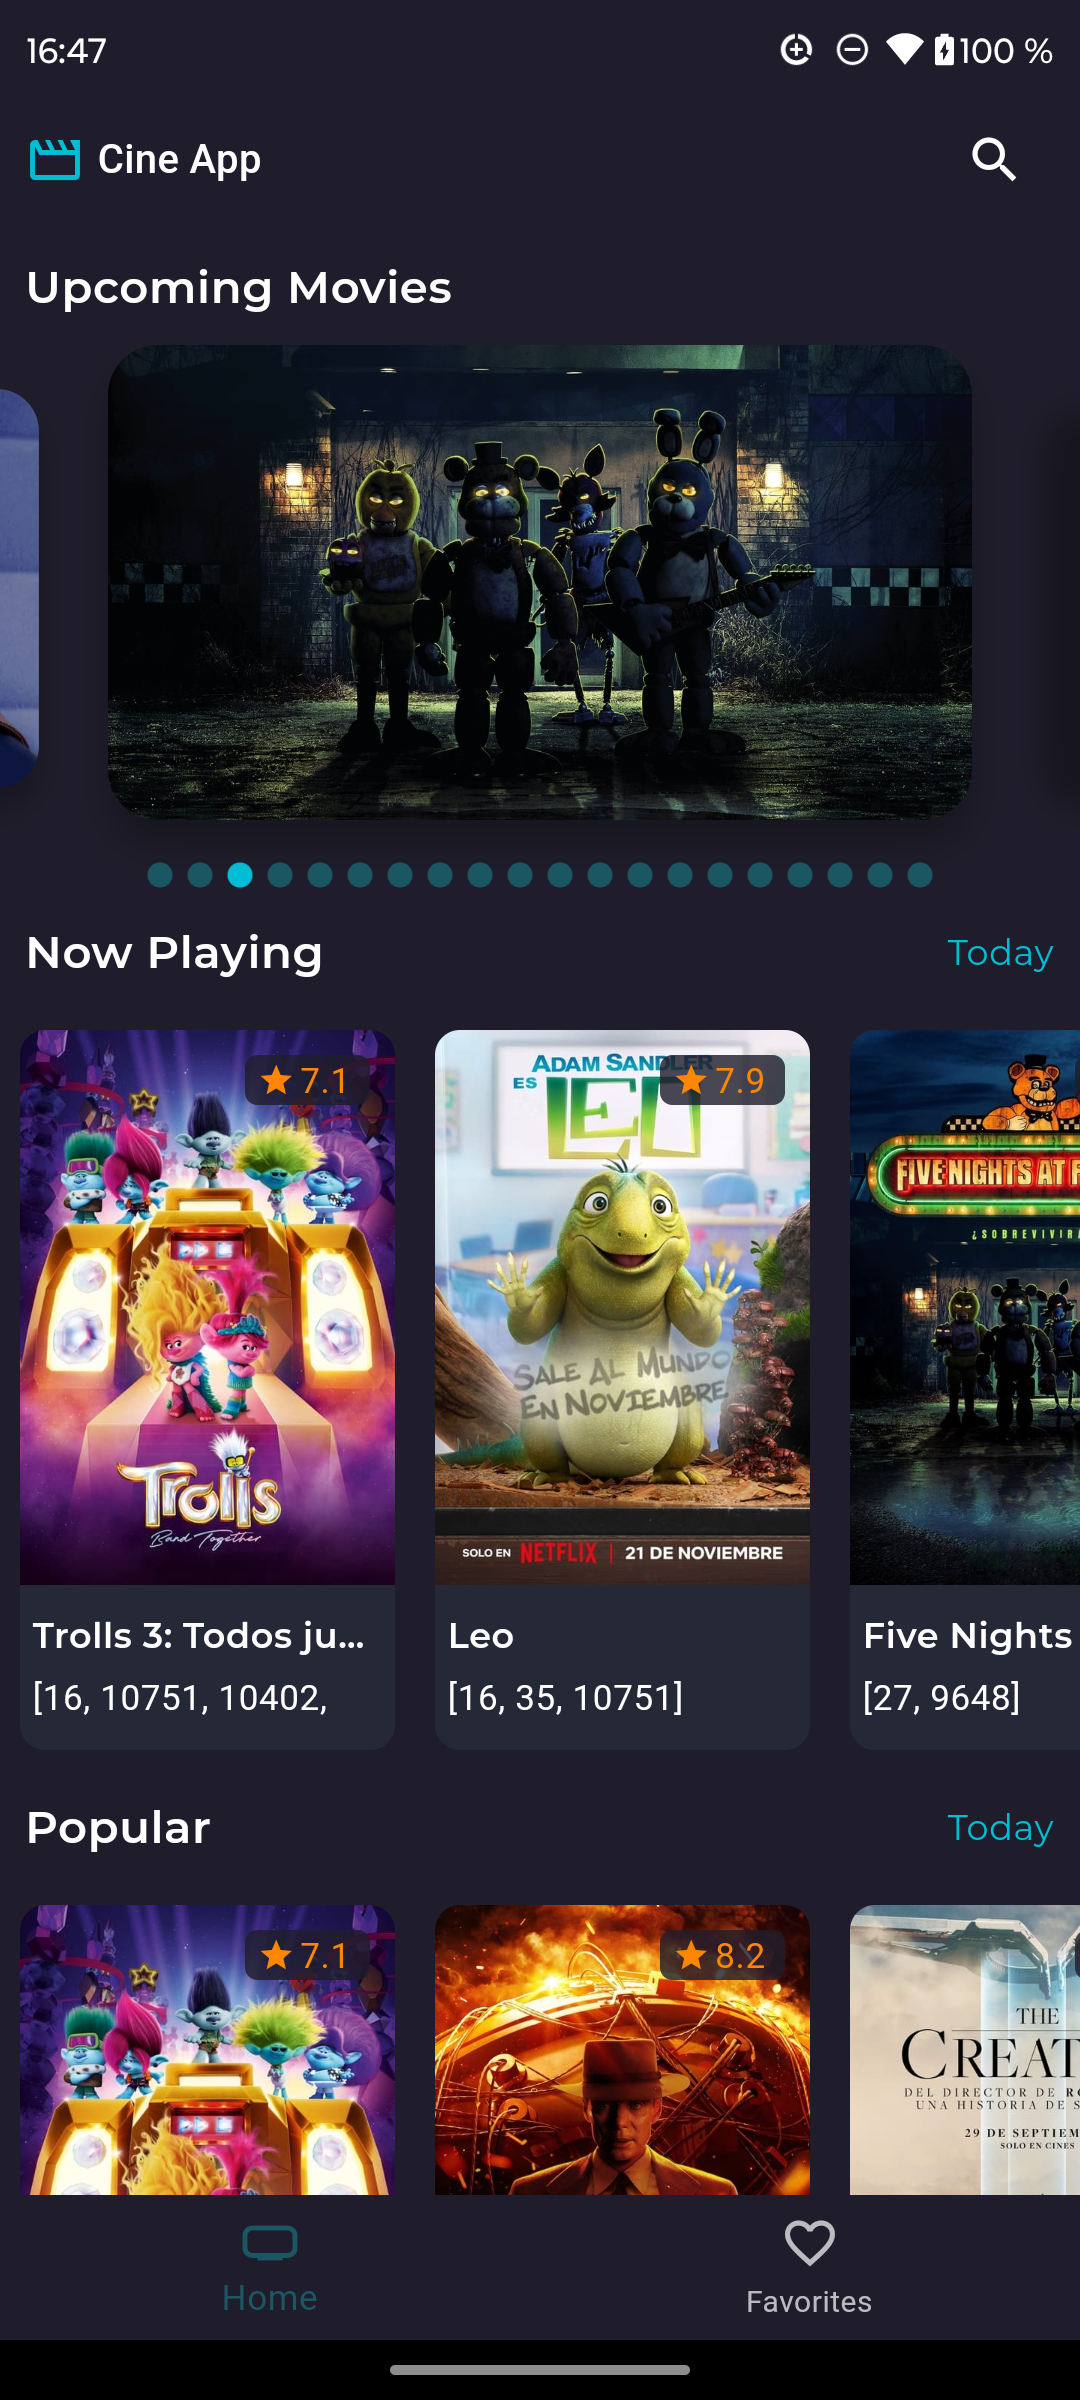 16:47
100 %
Cine App
Upcoming Movies
Now Playing
Today
7.1
ADAM SANDLER
ES
LEO
7.9
SALE AL MUNDO
EN NOVIEMBRE
SOLO EN NETFLIX | 21 DE NOVIEMBRE
Trolls
Band Together
FIVE NIGHTS AT F
¿SOBREVIVIRÁ
Trolls 3: Todos ju...
[16, 10751, 10402,
Leo
[16, 35, 10751]
Five Nights
[27, 9648]
Popular
Today
7.1
8.2
THE
CREAT
DEL DIRECTOR DE RO
UNA HISTORIA DE S
29 DE SEPTIEM
SOLO EN CINES
Home
Favorites